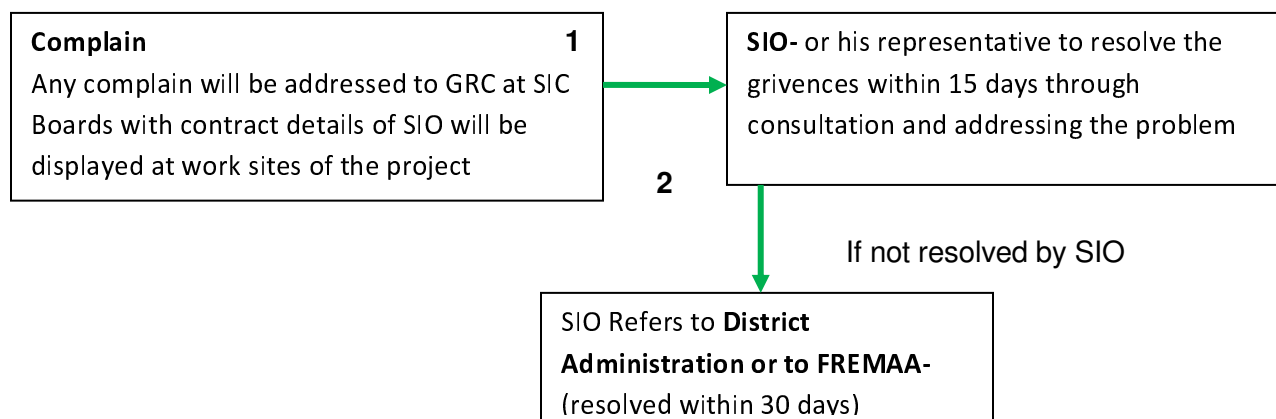 Complain 1
Any complain will be addressed to GRC at SIC
Boards with contract details of SIO will be
displayed at work sites of the project
SIO- or his representative to resolve the
grivences within 15 days through
consultation and addressing the problem
2
If not resolved by SIO
SIO Refers to District
Administration or to FREMAA-
(resolved within 30 days)